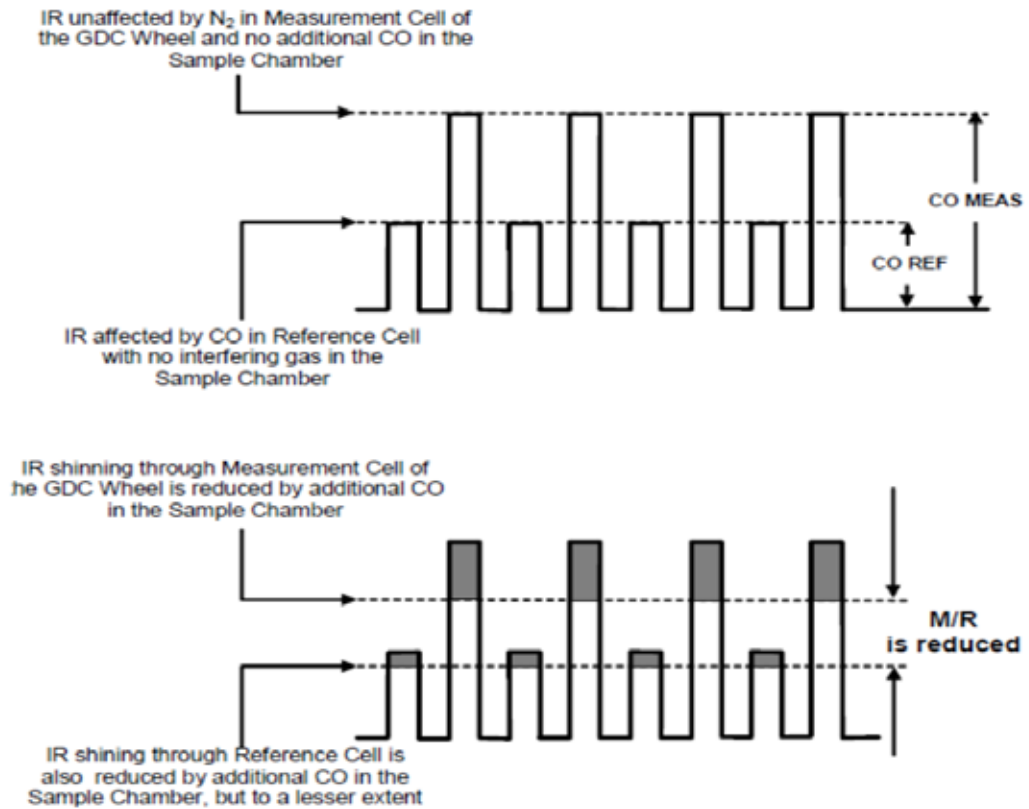 IR unaffected by N₂ in Measurement Cell of
the GDC Wheel and no additional CO in the
Sample Chamber
CO MEAS
CO REF
IR affected by CO in Reference Cell
with no interfering gas in the
Sample Chamber
IR shinning through Measurement Cell of
he GDC Wheel is reduced by additional CO
in the Sample Chamber
M/R
is reduced
IR shining through Reference Cell is
also reduced by additional CO in the
Sample Chamber, but to a lesser extent